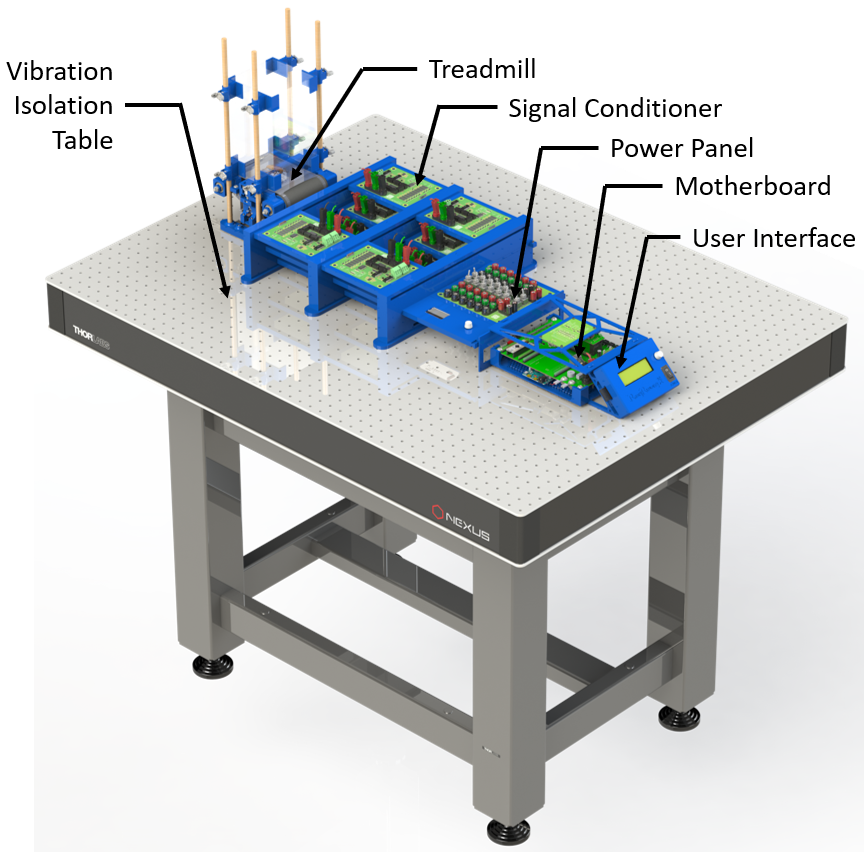 Vibration
Isolation
Table
Treadmill
Signal Conditioner
Power Panel
Motherboard
User Interface
THORLABS
NEXUS